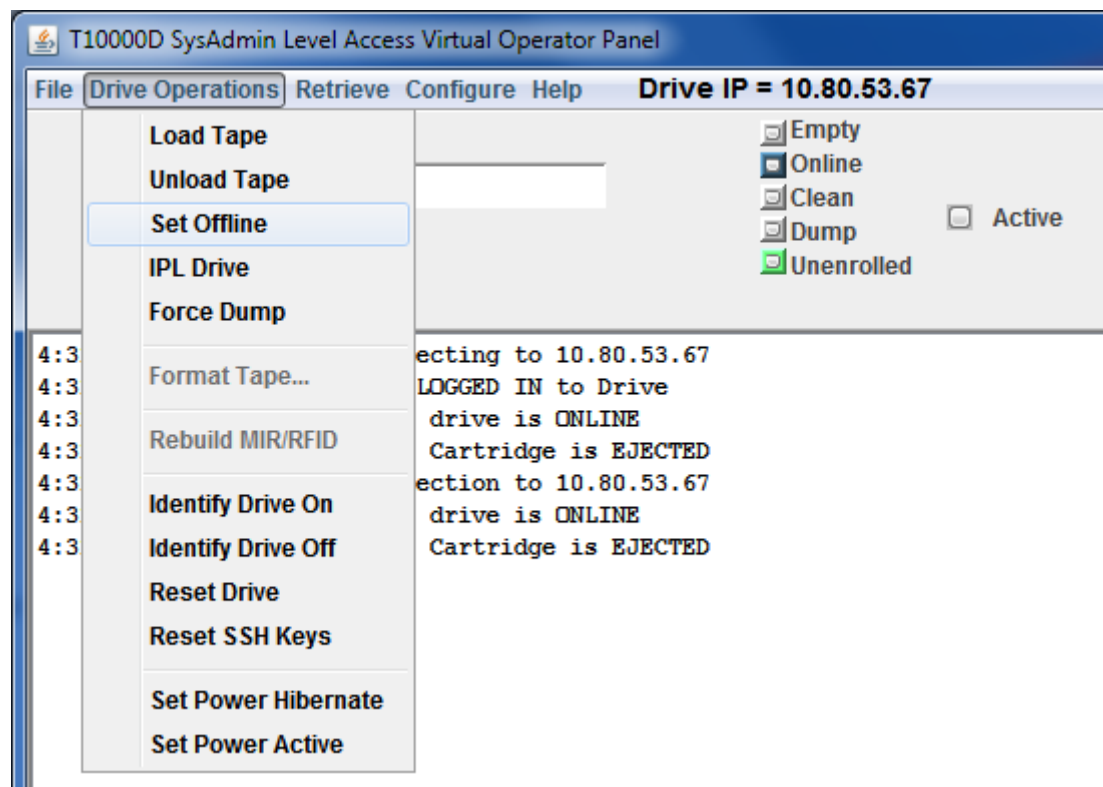 T10000D SysAdmin Level Access Virtual Operator Panel
File Drive Operations Retrieve Configure Help Drive IP = 10.80.53.67
Load Tape
Unload Tape
Set Offline
IPL Drive
Force Dump
Format Tape...
Rebuild MIR/RFID
Identify Drive On
Identify Drive Off
Reset Drive
Reset SSH Keys
Set Power Hibernate
Set Power Active
Empty
Online
Clean
Dump
Unenrolled
Active
4:3 ecting to 10.80.53.67
4:3 LOGGED IN to Drive
4:3 drive is ONLINE
4:3 Cartridge is EJECTED
4:3 ection to 10.80.53.67
4:3 drive is ONLINE
4:3 Cartridge is EJECTED